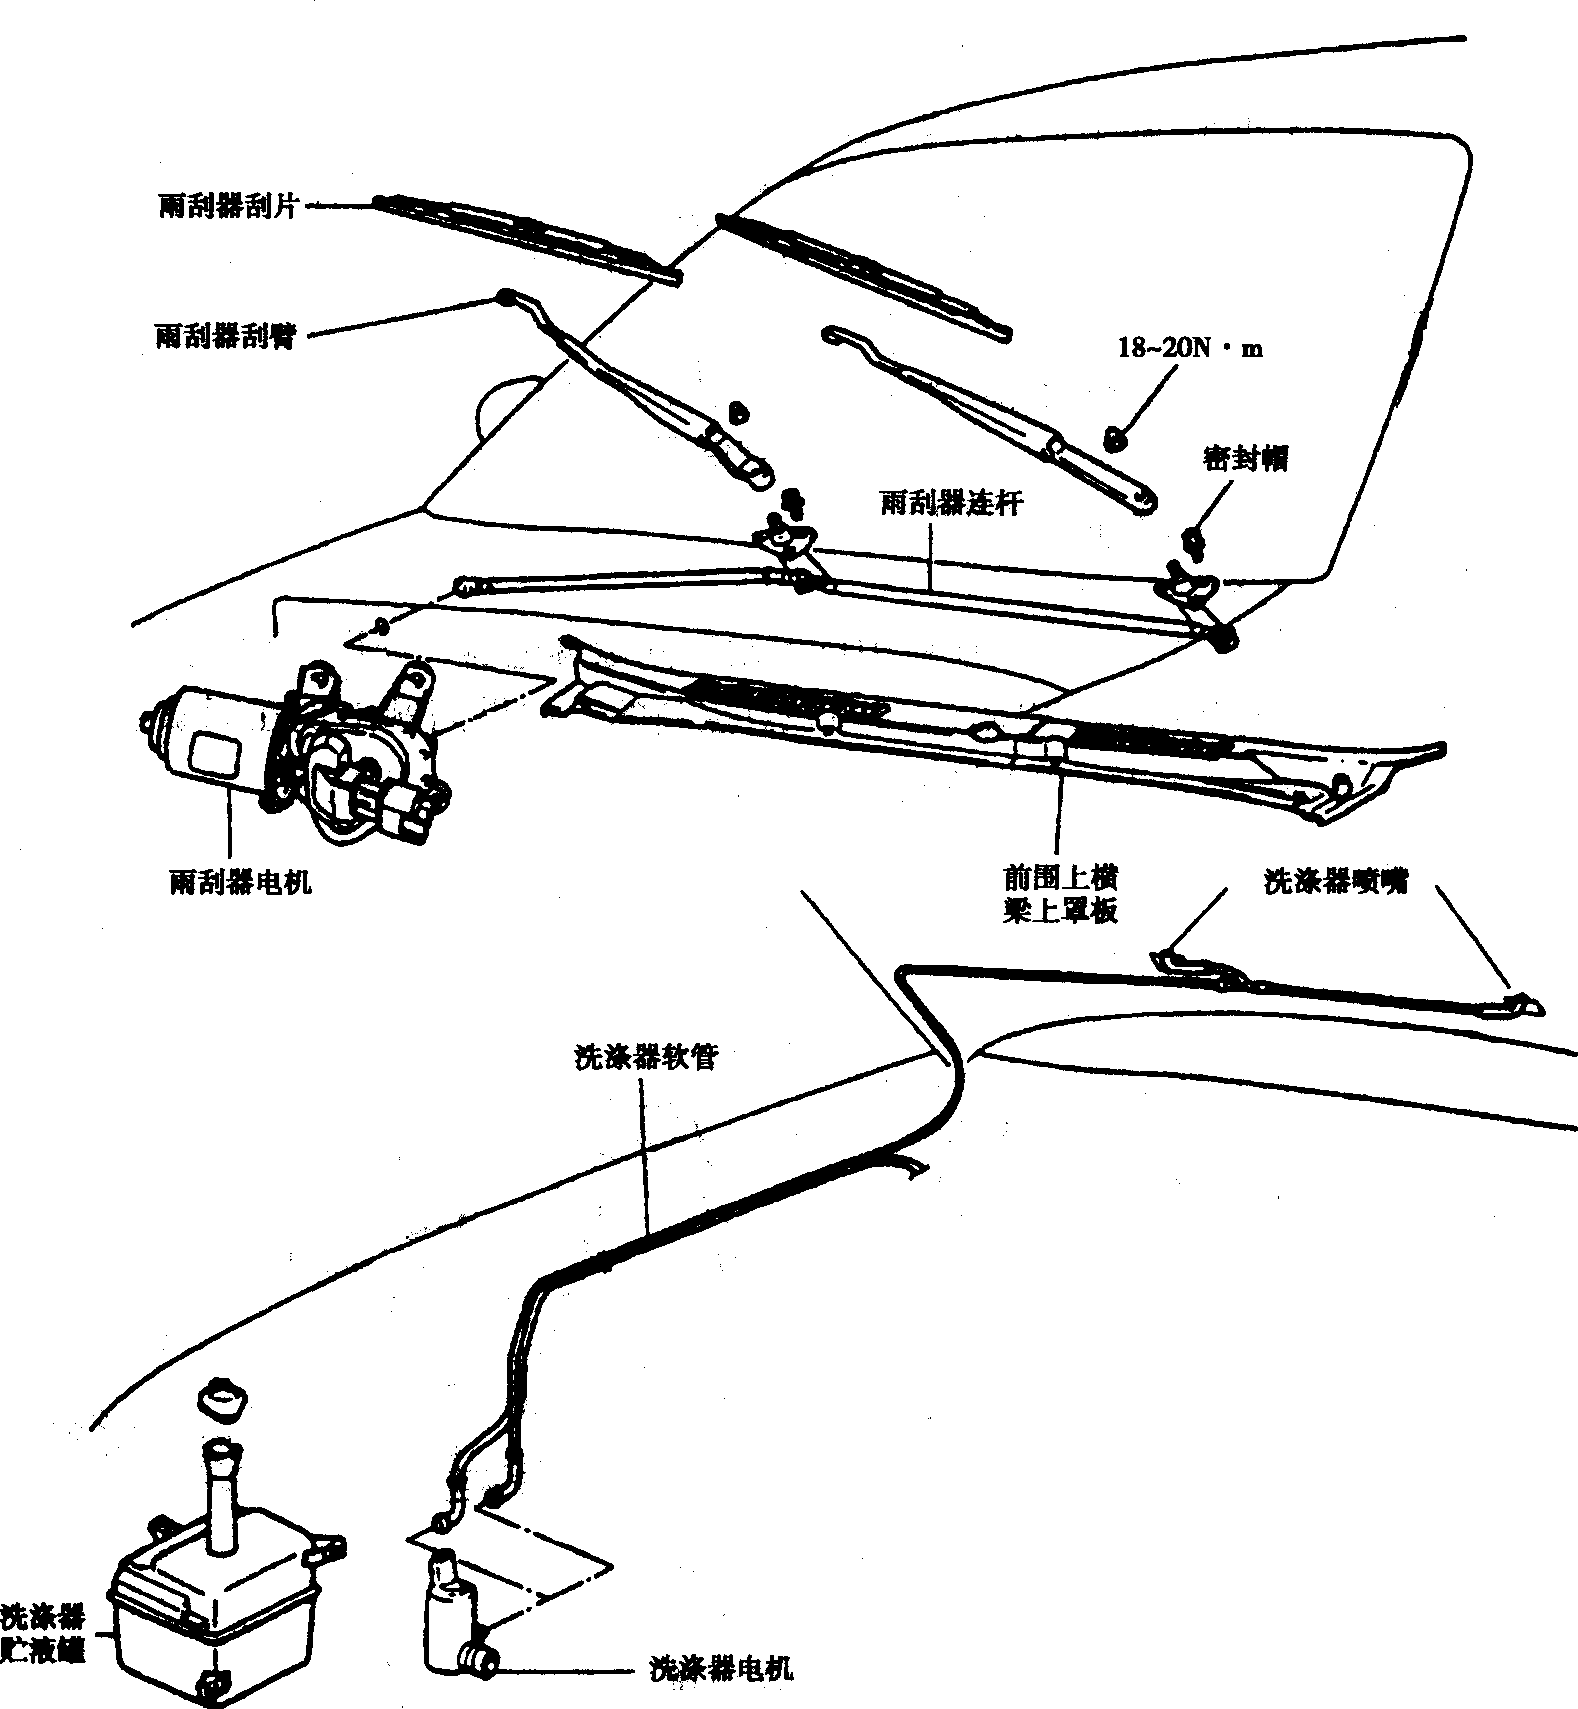 雨刮器刮片
雨刮器刮臂
18~20N·m
密封帽
雨刮器连杆
雨刮器电机
前围上横
梁上罩板
洗涤器喷嘴
洗涤器软管
洗涤器
贮液罐
洗涤器电机